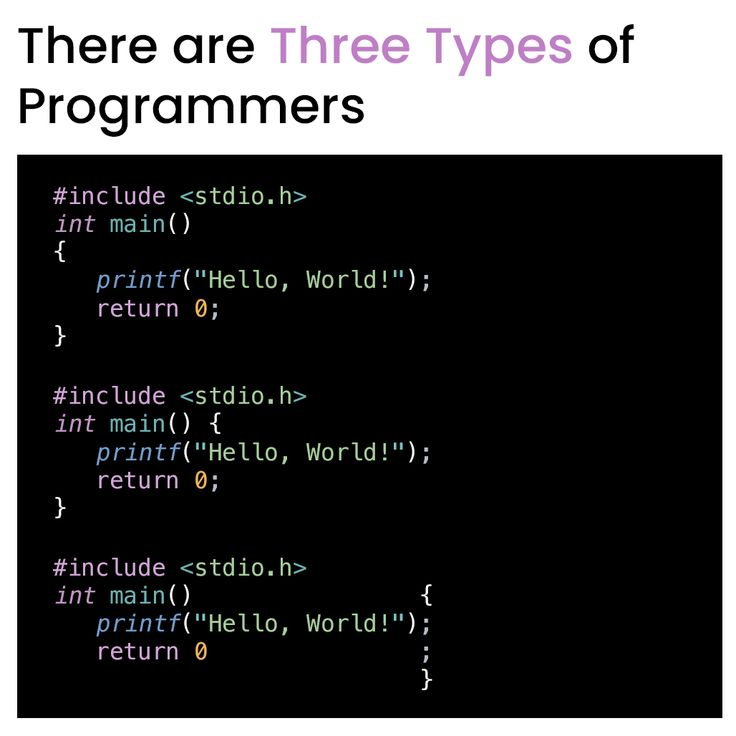 There are Three Types of
Programmers
#include <stdio.h>
int main()
{
   printf("Hello, World!");
   return 0;
}

#include <stdio.h>
int main() {
   printf("Hello, World!");
   return 0;
}

#include <stdio.h>
int main()                {
   printf("Hello, World!");
   return 0               ;
                          }